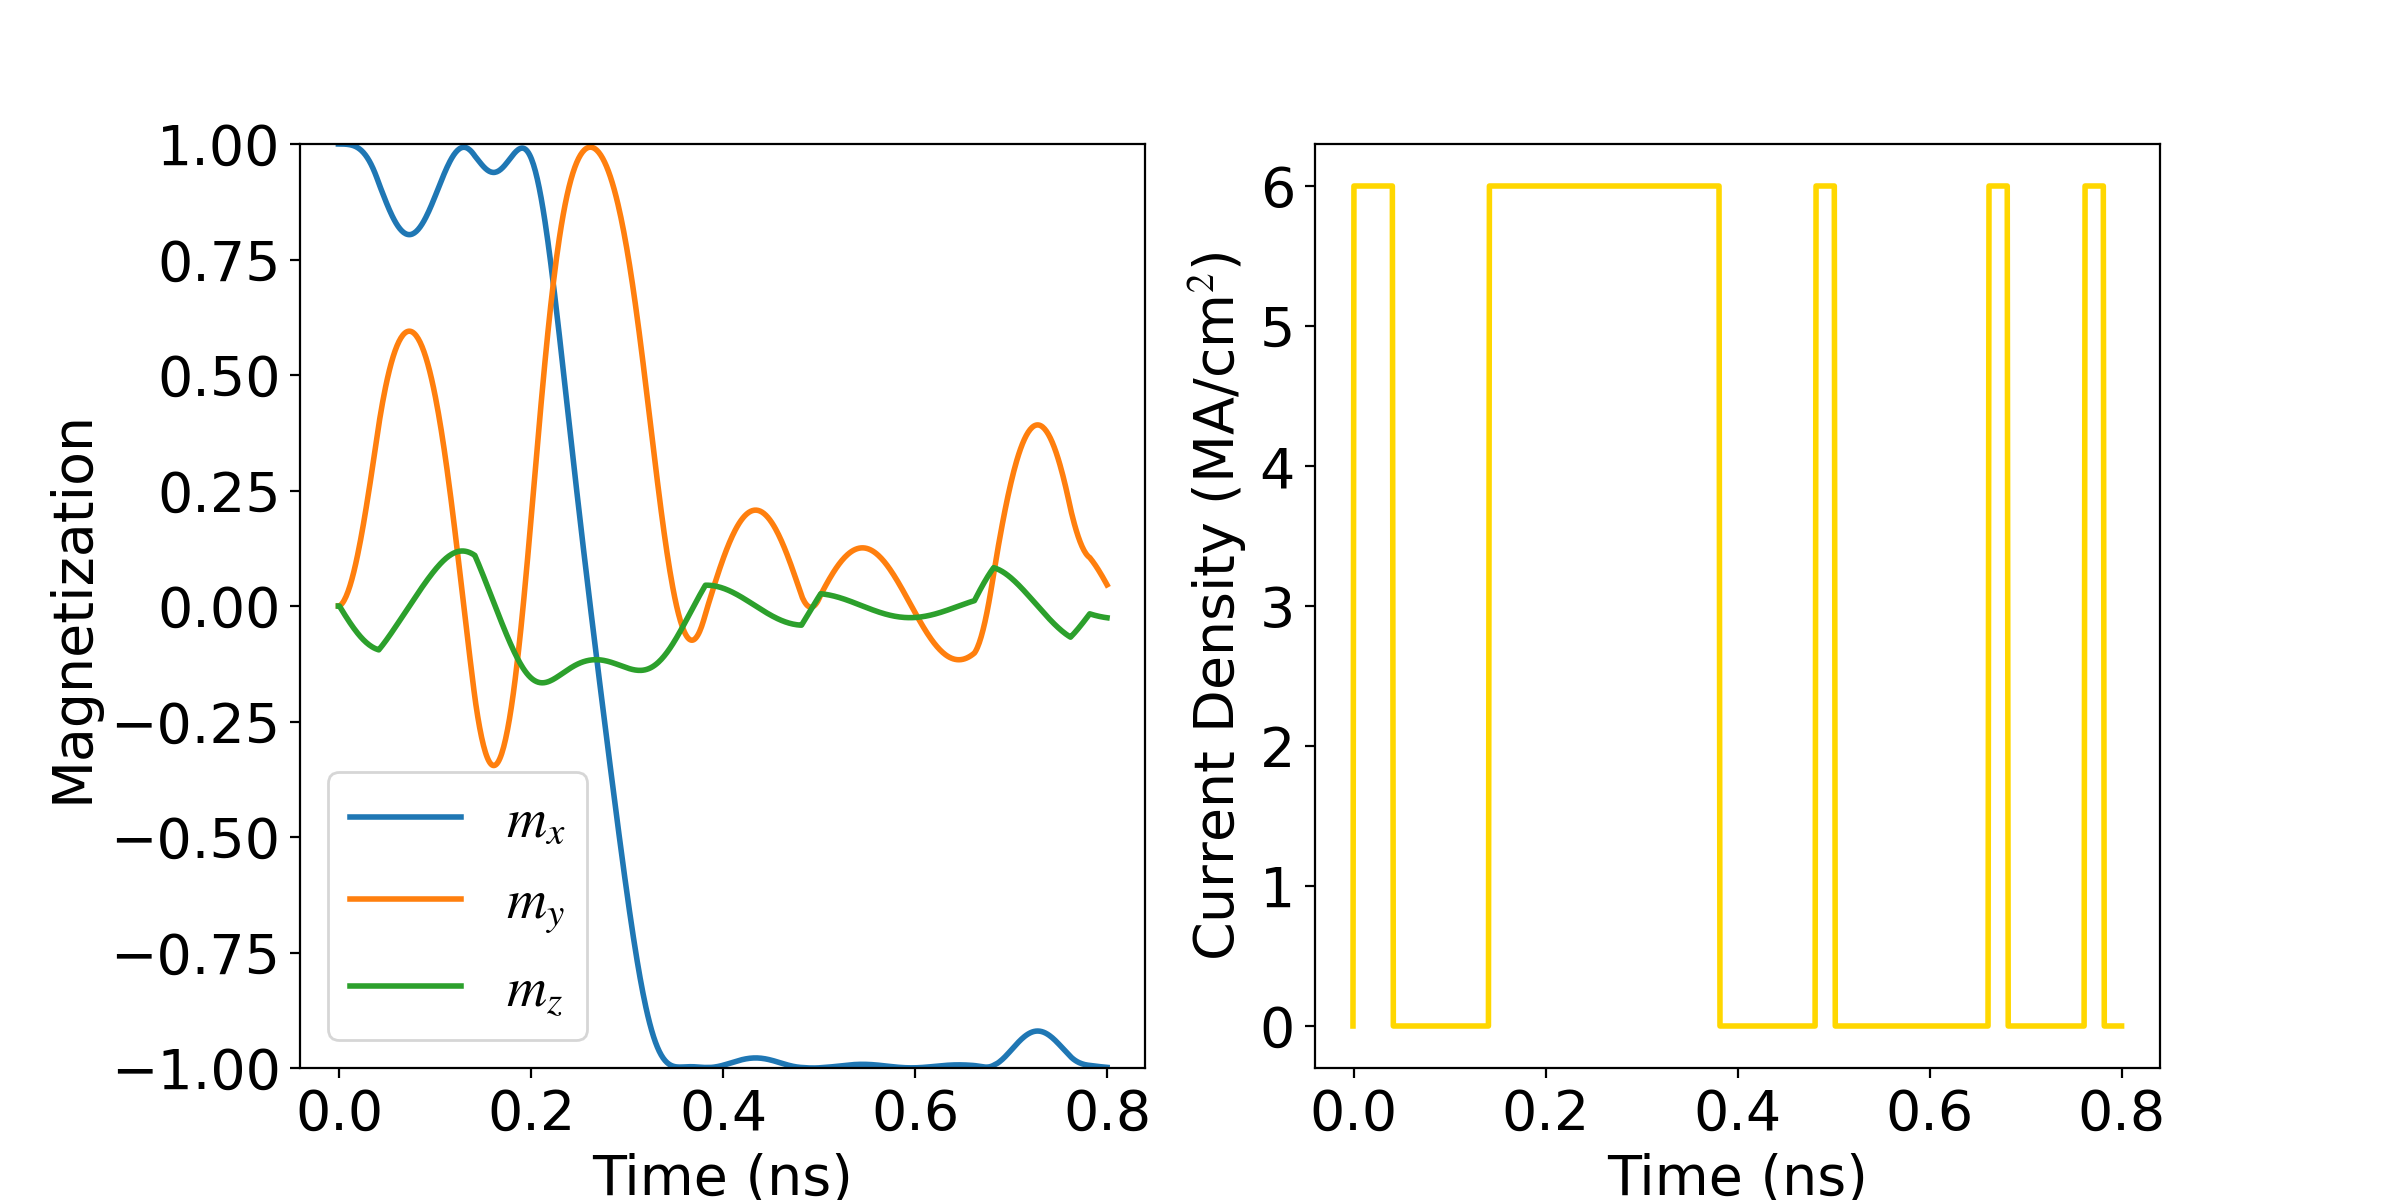 Magnetization
1.00
0.75
0.50
0.25
0.00
−0.25
−0.50
−0.75
−1.00
0.0 0.2 0.4 0.6 0.8
Time (ns)
m_x
m_y
m_z
Current Density (MA/cm²)
6
5
4
3
2
1
0
0.0 0.2 0.4 0.6 0.8
Time (ns)